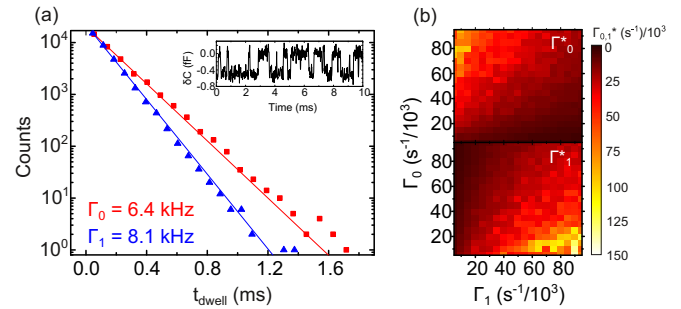 (a)
10⁴
10³
10²
10¹
10⁰
Counts
0.0 0.4 0.8 1.2 1.6
t_dwell (ms)
Γ₀ = 6.4 kHz
Γ₁ = 8.1 kHz
δC (fF)
0.0
-0.4
-0.8
0 2 4 6 8 10
Time (ms)
(b)
Γ*₀
Γ*₁
80
60
40
20
80
60
40
20
Γ₀ (s⁻¹/10³)
20 40 60 80
Γ₁ (s⁻¹/10³)
Γ₀,₁* (s⁻¹)/10³
0
25
50
75
100
125
150